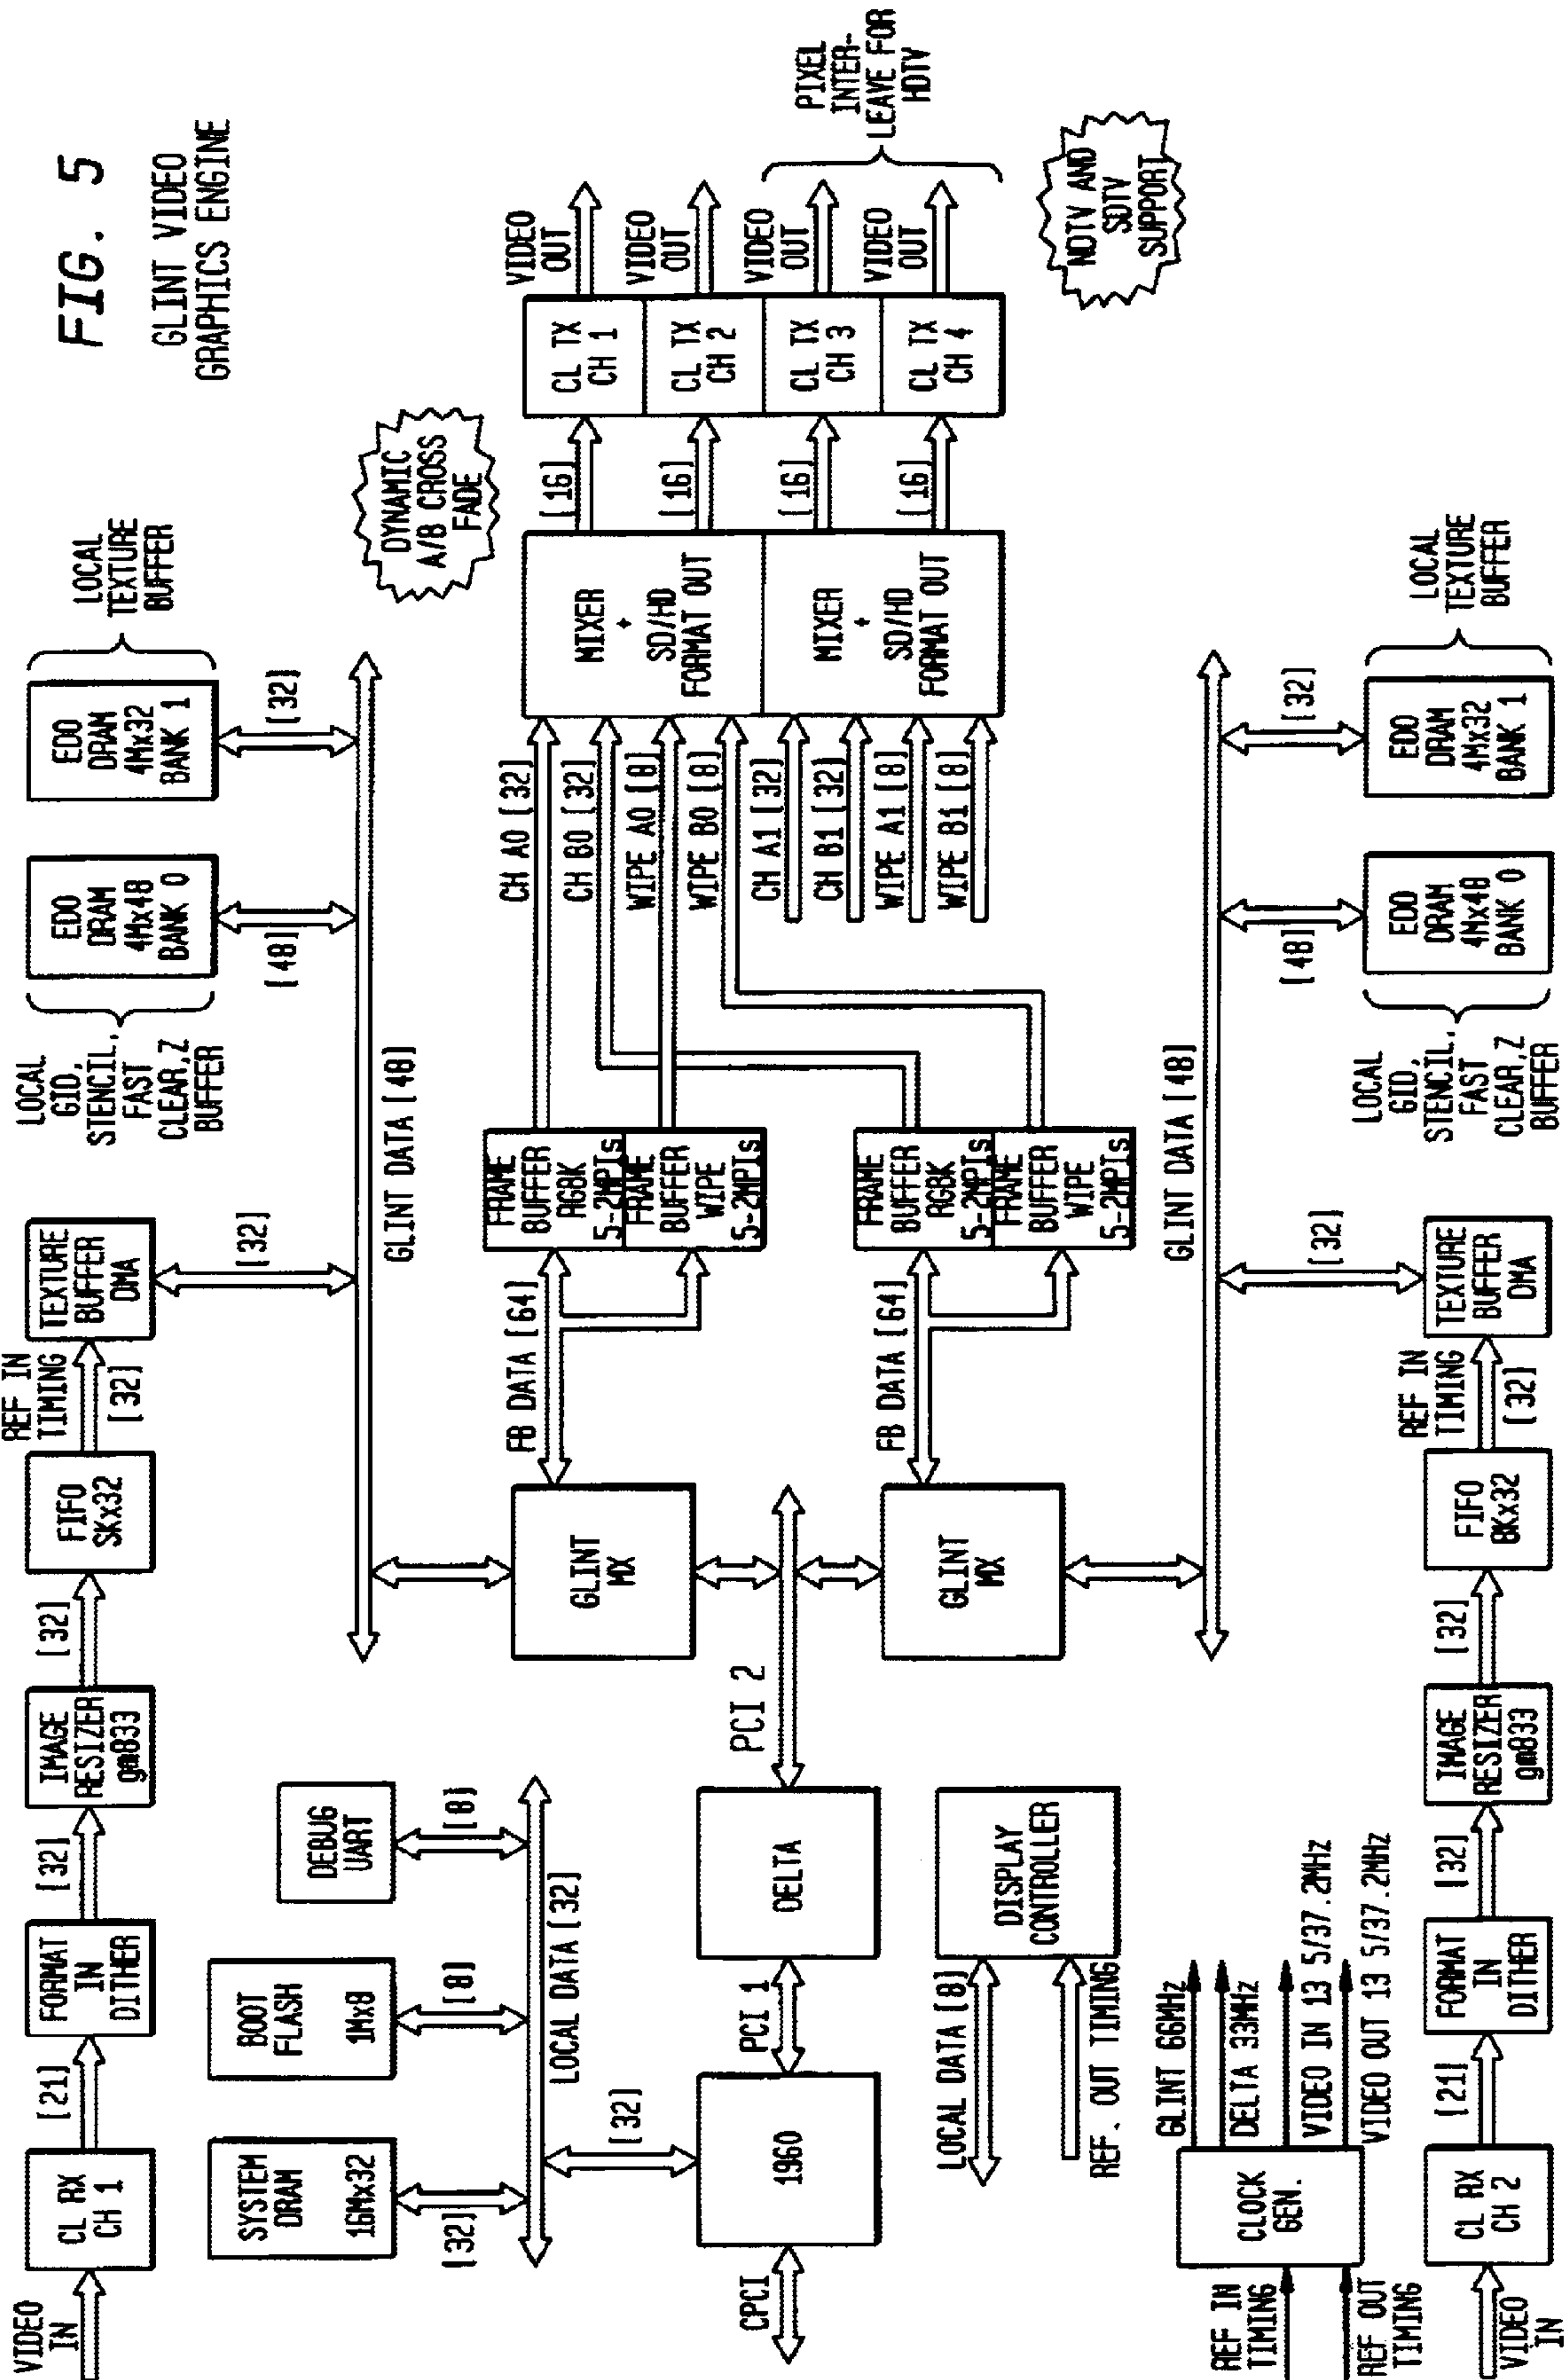 FIG. 5
GLINT VIDEO
GRAPHICS ENGINE
VIDEO
IN
CL RX
CH 1
[21]
FORMAT
IN
DITHER
[32]
IMAGE
RESIZER
gm833
[32]
FIFO
SKx32
REF IN
TIMING
[32]
TEXTURE
BUFFER
DMA
[32]
LOCAL
GID,
STENCIL,
FAST
CLEAR,Z
BUFFER
EDO
DRAM
4Mx48
BANK 0
[48]
EDO
DRAM
4Mx32
BANK 1
[32]
LOCAL
TEXTURE
BUFFER
GLINT DATA [48]
SYSTEM
DRAM
16Mx32
[32]
BOOT
FLASH
1Mx8
[8]
DEBUG
UART
[8]
LOCAL DATA [32]
[32]
CPCI
1960
PCI 1
DELTA
PCI 2
GLINT
MX
FB DATA [64]
FRAME
BUFFER
RGBK
5-2MPIs
FRAME
BUFFER
WIPE
5-2MPIs
GLINT
MX
FB DATA [64]
FRAME
BUFFER
RGBK
5-2MPIs
FRAME
BUFFER
WIPE
5-2MPIs
CH A0 [32]
CH B0 [32]
WIPE A0 [8]
WIPE B0 [8]
CH A1 [32]
CH B1 [32]
WIPE A1 [8]
WIPE B1 [8]
MIXER
+
SD/HD
FORMAT OUT
MIXER
+
SD/HD
FORMAT OUT
DYNAMIC
A/B CROSS
FADE
[16]
[16]
[16]
[16]
CL TX
CH 1
CL TX
CH 2
CL TX
CH 3
CL TX
CH 4
VIDEO
OUT
VIDEO
OUT
VIDEO
OUT
VIDEO
OUT
PIXEL
INTER-
LEAVE FOR
HDTV
NDTV AND
SDTV
SUPPORT
LOCAL DATA [8]
REF. OUT TIMING
DISPLAY
CONTROLLER
REF IN
TIMING
REF OUT
TIMING
CLOCK
GEN.
GLINT 66MHz
DELTA 33MHz
VIDEO IN 13 5/37.2MHz
VIDEO OUT 13 5/37.2MHz
GLINT DATA [48]
VIDEO
IN
CL RX
CH 2
[21]
FORMAT
IN
DITHER
[32]
IMAGE
RESIZER
gm833
[32]
FIFO
8Kx32
REF IN
TIMING
[32]
TEXTURE
BUFFER
DMA
[32]
LOCAL
GID,
STENCIL,
FAST
CLEAR,Z
BUFFER
EDO
DRAM
4Mx48
BANK 0
[48]
EDO
DRAM
4Mx32
BANK 1
[32]
LOCAL
TEXTURE
BUFFER